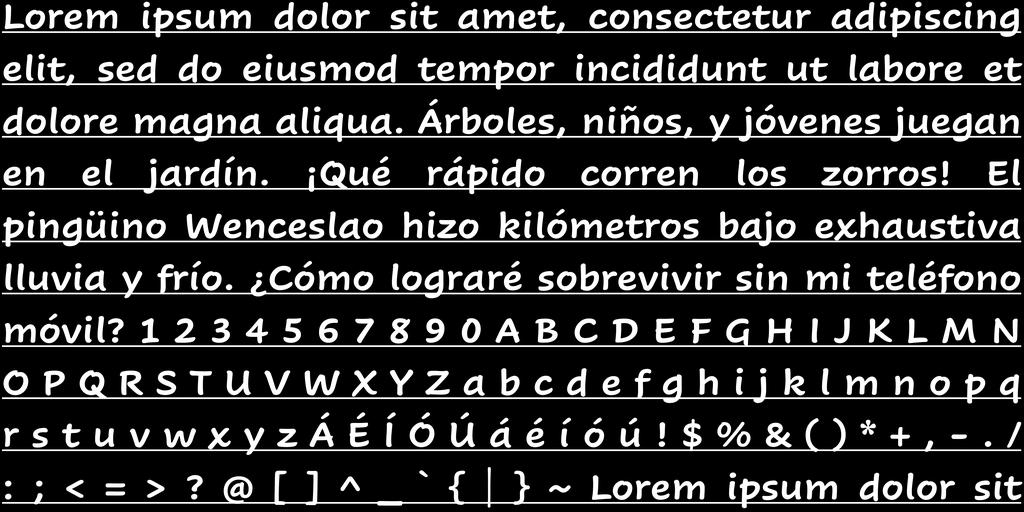 Lorem ipsum dolor sit amet, consectetur adipiscing
elit, sed do eiusmod tempor incididunt ut labore et
dolore magna aliqua. Árboles, niños, y jóvenes juegan
en el jardín. ¡Qué rápido corren los zorros! El
pingüino Wenceslao hizo kilómetros bajo exhaustiva
lluvia y frío. ¿Cómo lograré sobrevivir sin mi teléfono
móvil? 1 2 3 4 5 6 7 8 9 0 A B C D E F G H I J K L M N
O P Q R S T U V W X Y Z a b c d e f g h i j k l m n o p q
r s t u v w x y z Á É Í Ó Ú á é í ó ú ! $ % & ( ) * + , - . /
: ; < = > ? @ [ ] ^ _ ` { | } ~ Lorem ipsum dolor sit